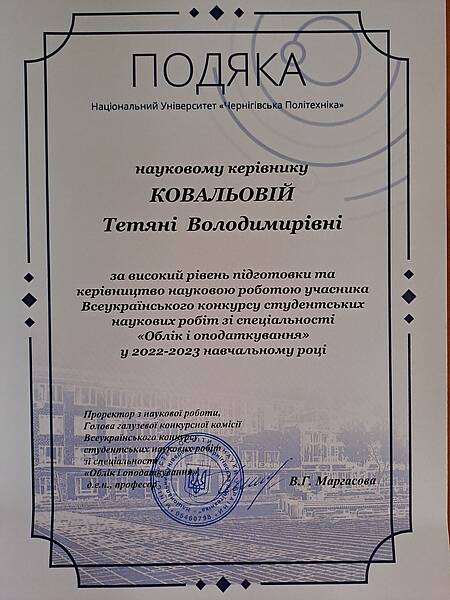 ПОДЯКА
Національний Університет «Чернігівська Політехніка»
науковому керівнику
КОВАЛЬОВІЙ
Тетяні Володимирівні
за високий рівень підготовки та
керівництво науковою роботою учасника
Всеукраїнського конкурсу студентських
наукових робіт зі спеціальності
«Облік і оподаткування»
у 2022-2023 навчальному році
Проректор з наукової роботи,
Голова галузевої конкурсної комісії
Всеукраїнського конкурсу
студентських наукових робіт
зі спеціальності
«Облік і оподаткування»,
д.е.н., професор
В.Г. Маргасова